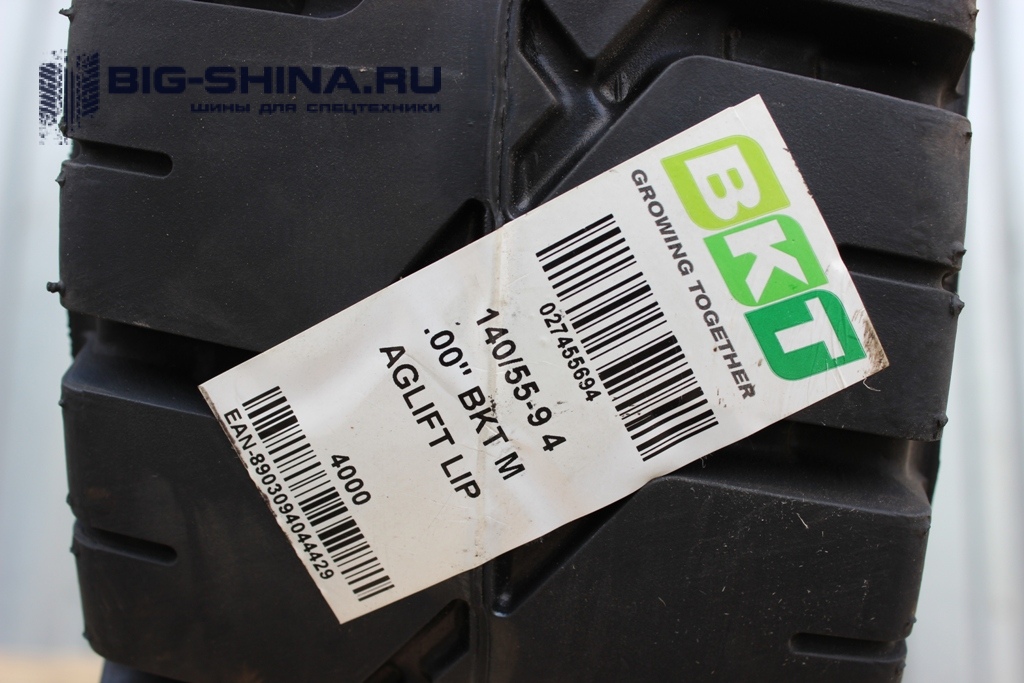 BIG-SHINA.RU
ШИНЫ ДЛЯ СПЕЦТЕХНИКИ
BKT
GROWING TOGETHER
027455694
140/55-9 4
.00" BKT M
AGLIFT LIP
4000
EAN-8903094044429